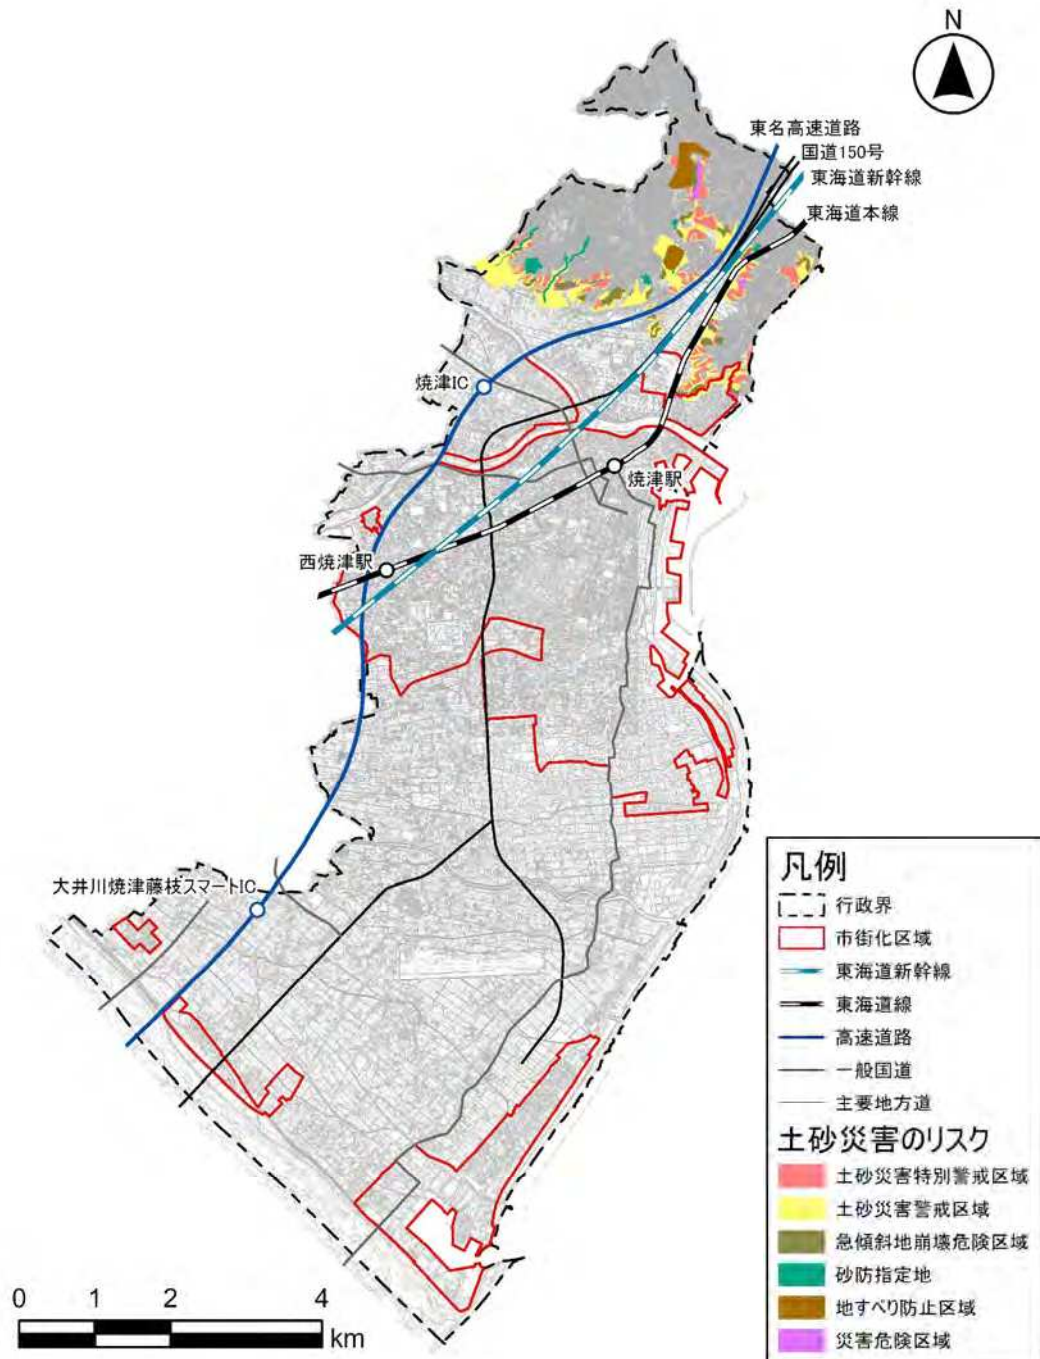 N
東名高速道路
国道150号
東海道新幹線
東海道本線
焼津IC
焼津駅
西焼津駅
大井川焼津藤枝スマートIC
凡例
行政界
市街化区域
東海道新幹線
東海道線
高速道路
一般国道
主要地方道
土砂災害のリスク
土砂災害特別警戒区域
土砂災害警戒区域
急傾斜地崩壊危険区域
砂防指定地
地すべり防止区域
災害危険区域
0 1 2 4
km